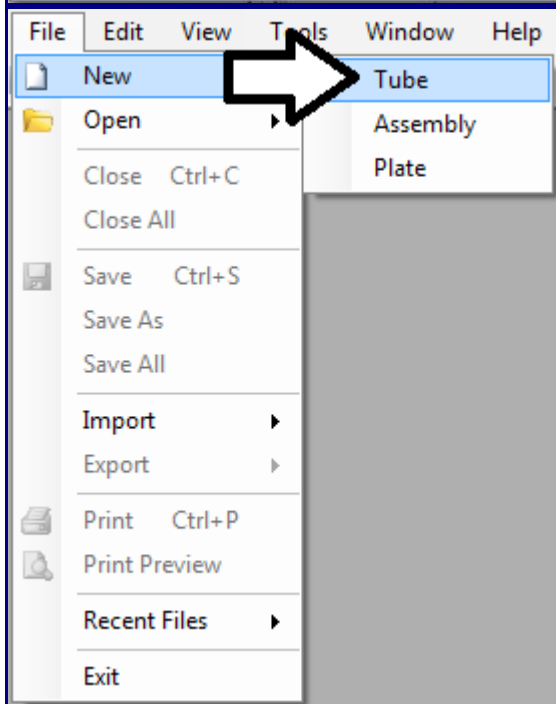 File Edit View Tools Window Help
New
Tube
Open
Assembly
Plate
Close Ctrl+C
Close All
Save Ctrl+S
Save As
Save All
Import
Export
Print Ctrl+P
Print Preview
Recent Files
Exit